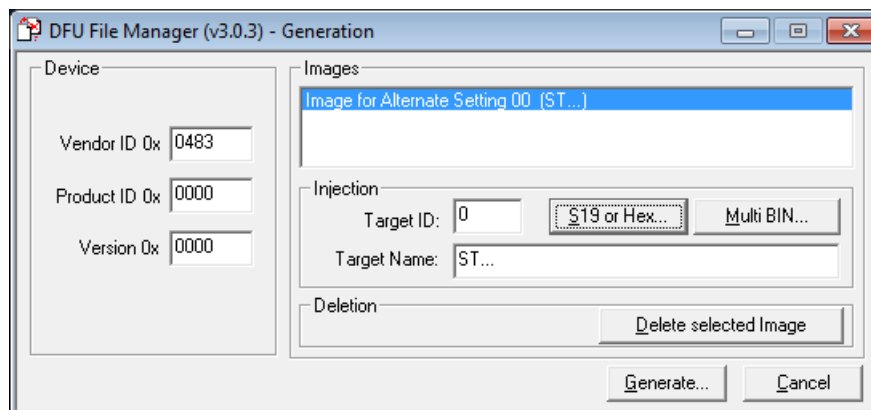 DFU File Manager (v3.0.3) - Generation
Device
Vendor ID 0x 0483
Product ID 0x 0000
Version 0x 0000
Images
Image for Alternate Setting 00 (ST...)
Injection
Target ID: 0 S19 or Hex... Multi BIN...
Target Name: ST...
Deletion
Delete selected Image
Generate... Cancel